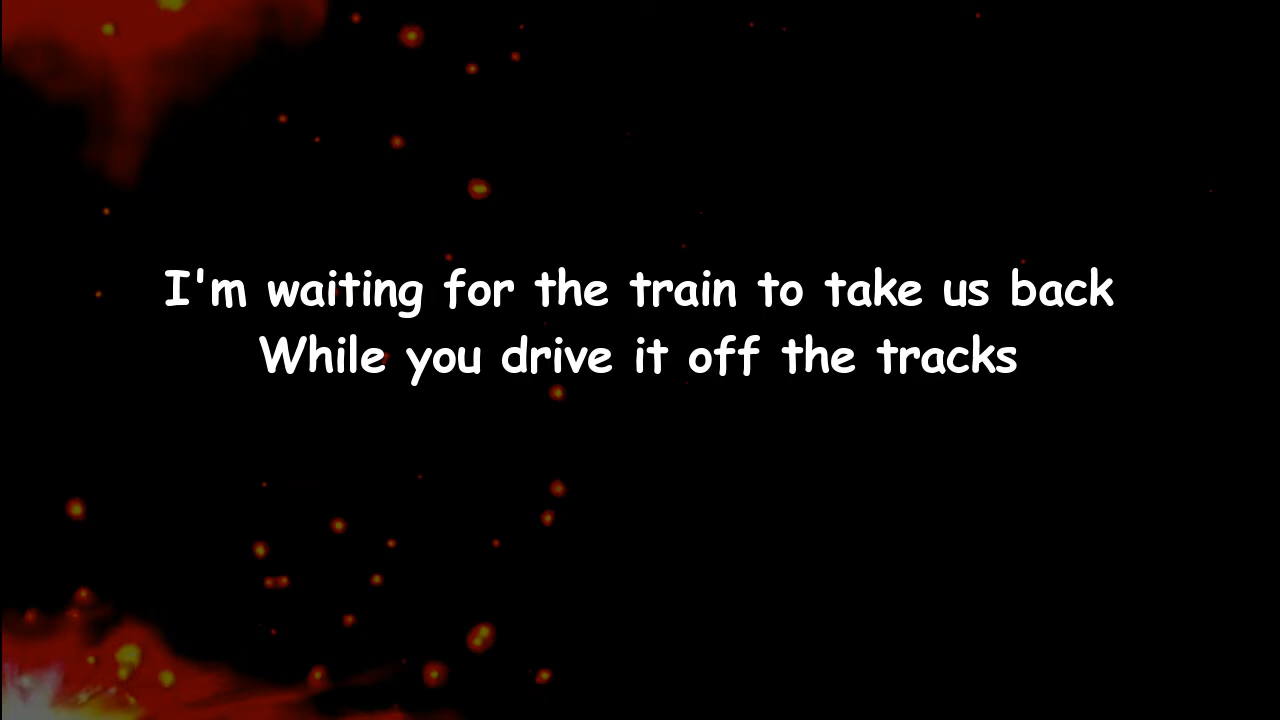 I'm waiting for the train to take us back
While you drive it off the tracks